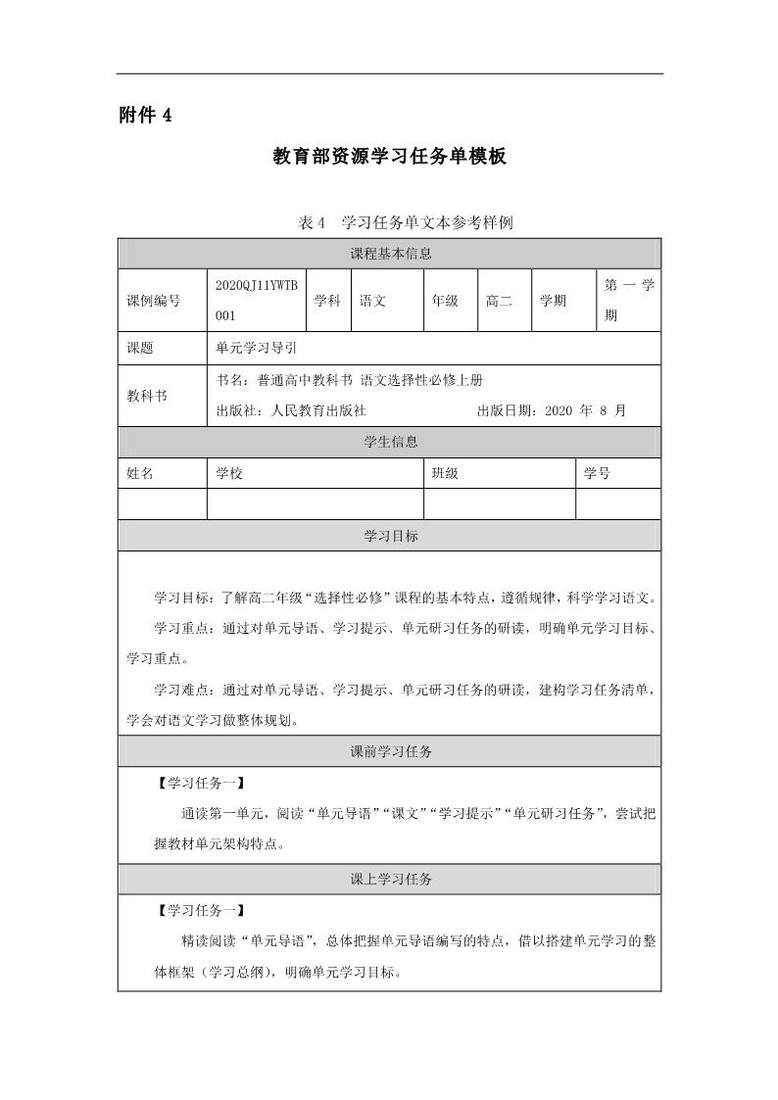 附件 4
教育部资源学习任务单模板
表 4 学习任务单文本参考样例
课程基本信息
课例编号 2020QJ11YWTB001 学科 语文 年级 高二 学期 第一学期
课题 单元学习导引
教科书 书名：普通高中教科书 语文选择性必修上册
出版社：人民教育出版社 出版日期：2020 年 8 月
学生信息
姓名 学校 班级 学号
学习目标
学习目标：了解高二年级“选择性必修”课程的基本特点，遵循规律，科学学习语文。
学习重点：通过对单元导语、学习提示、单元研习任务的研读，明确单元学习目标、
学习重点。
学习难点：通过对单元导语、学习提示、单元研习任务的研读，建构学习任务清单，
学会对语文学习做整体规划。
课前学习任务
【学习任务一】
通读第一单元，阅读“单元导语”“课文”“学习提示”“单元研习任务”，尝试把
握教材单元架构特点。
课上学习任务
【学习任务一】
精读阅读“单元导语”，总体把握单元导语编写的特点，借以搭建单元学习的整
体框架（学习总纲），明确单元学习目标。